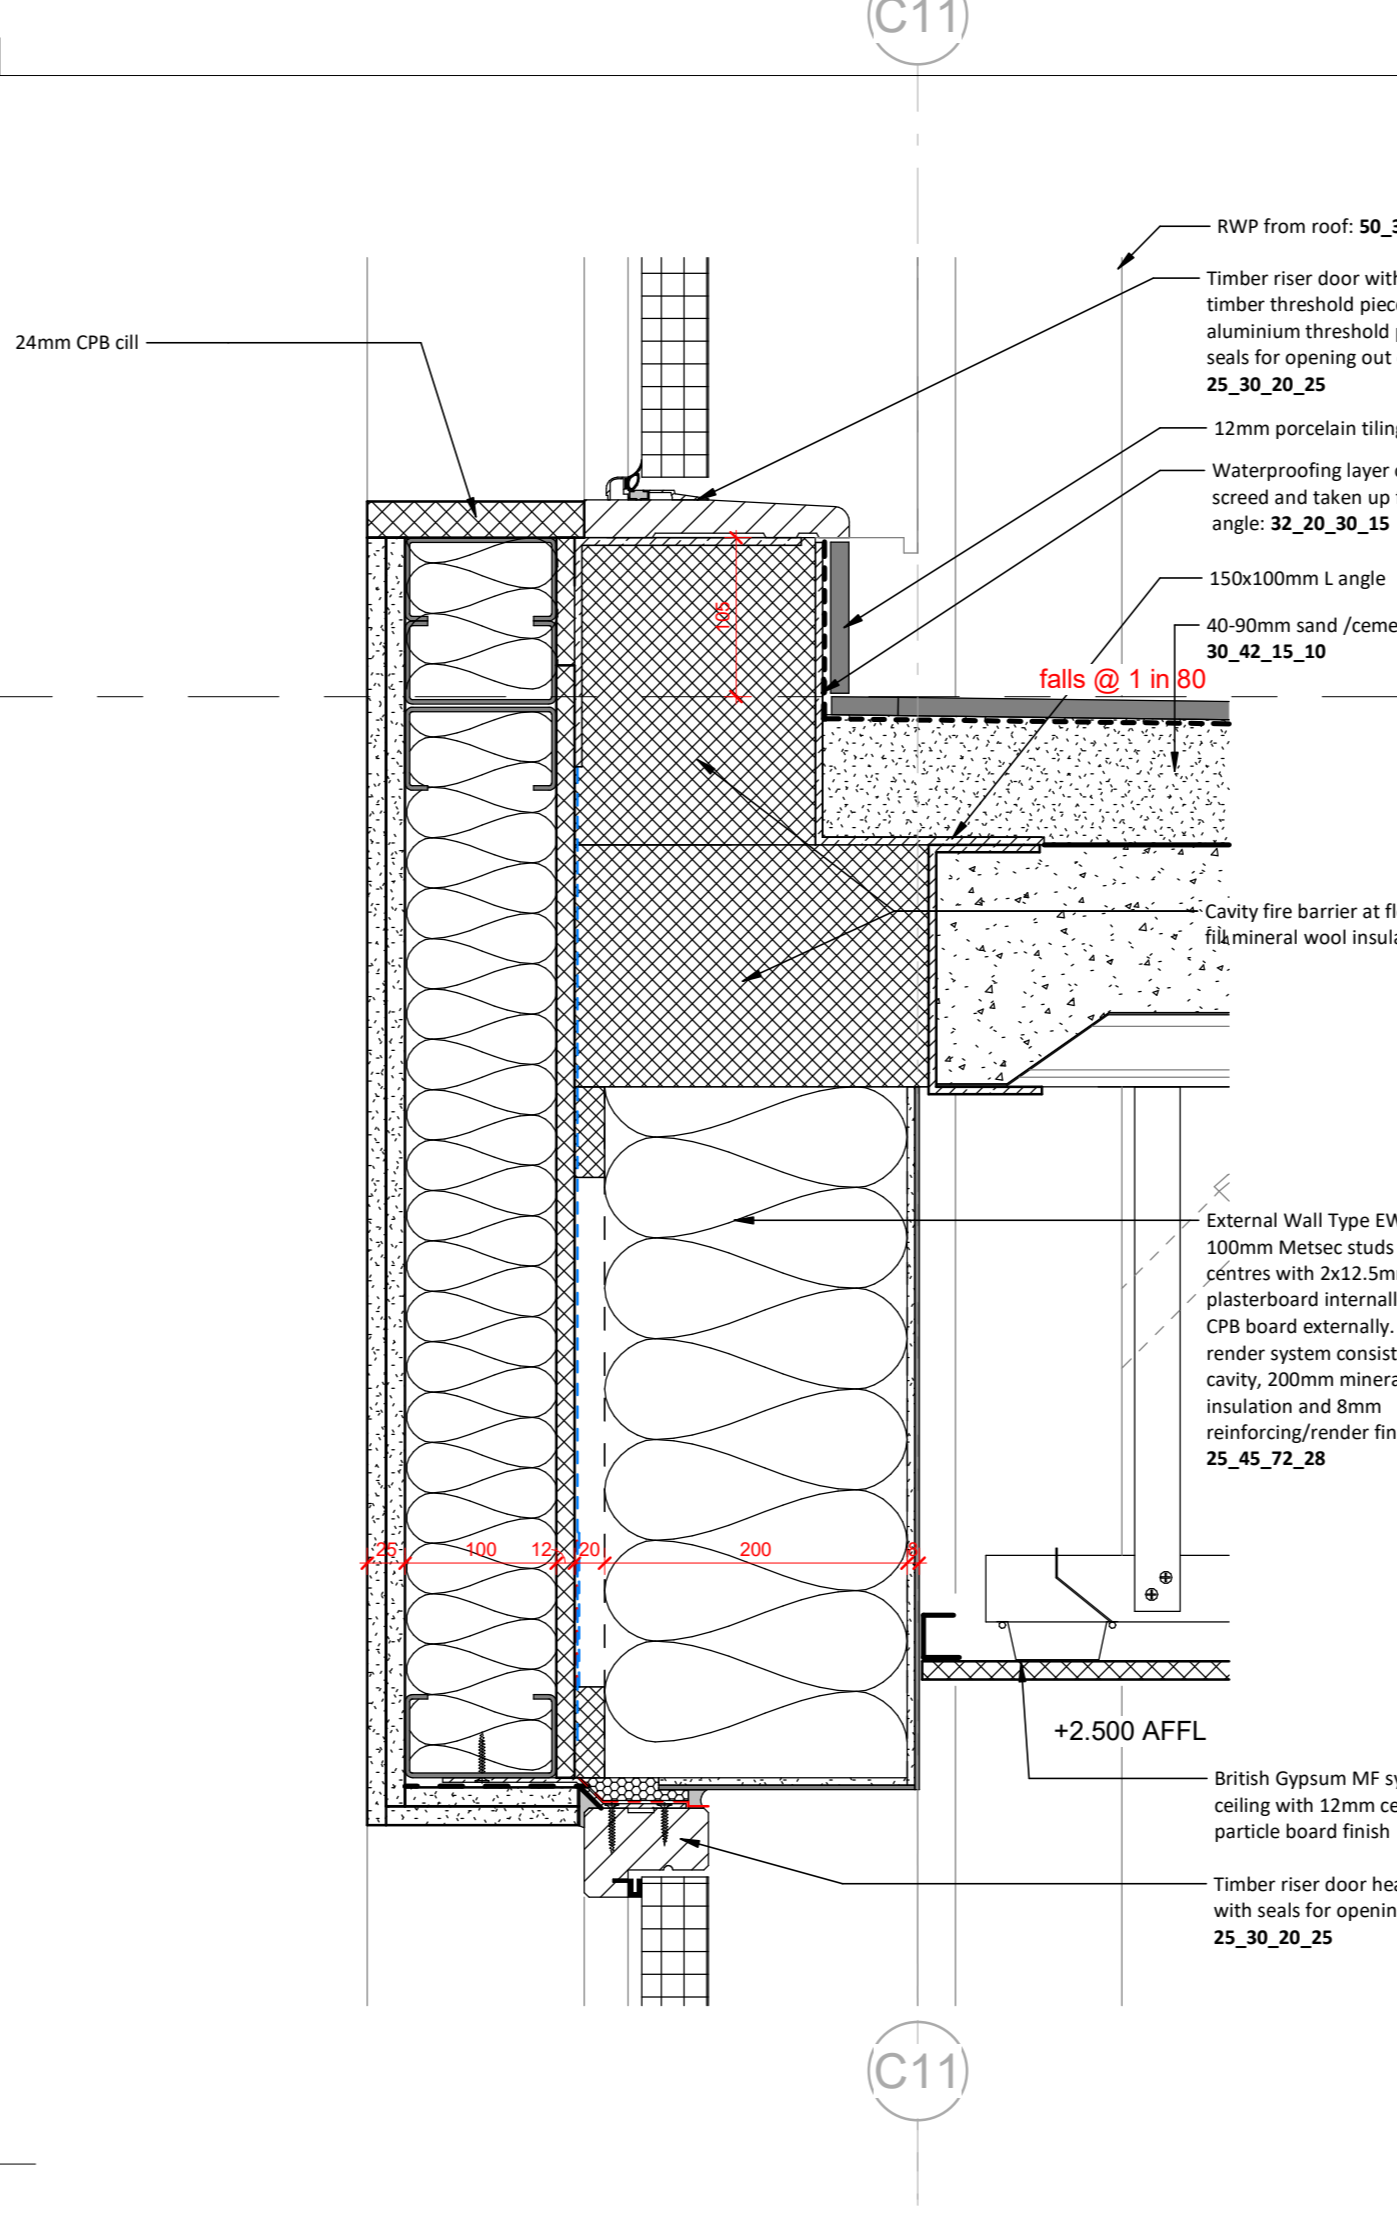 C11
RWP from roof: 50_3
Timber riser door with
timber threshold piec
aluminium threshold
seals for opening out
25_30_20_25
24mm CPB cill
12mm porcelain tiling
Waterproofing layer
screed and taken up
angle: 32_20_30_15
150x100mm L angle
40-90mm sand /ceme
30_42_15_10
105
falls @ 1 in 80
Cavity fire barrier at fl
fill mineral wool insula
External Wall Type EW
100mm Metsec studs
centres with 2x12.5m
plasterboard internall
CPB board externally.
render system consist
cavity, 200mm minera
insulation and 8mm
reinforcing/render fin
25_45_72_28
25 100 12 20 200 8
+2.500 AFFL
British Gypsum MF sy
ceiling with 12mm ce
particle board finish
Timber riser door hea
with seals for openin
25_30_20_25
C11